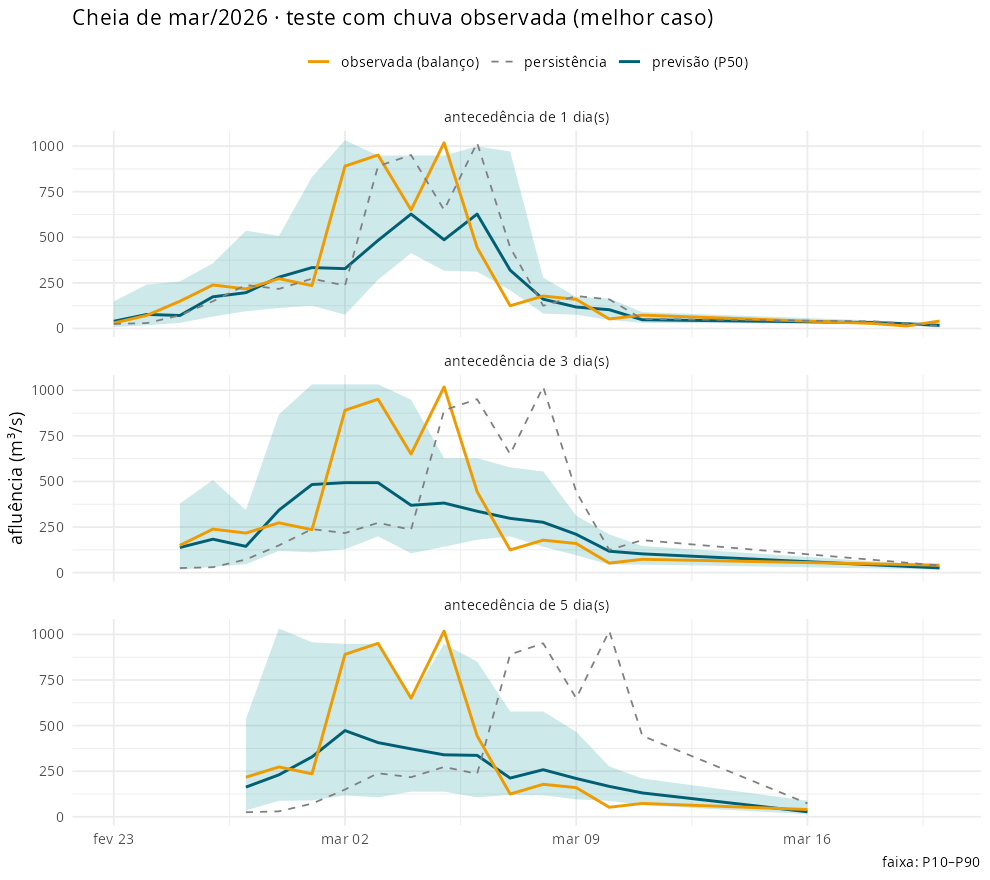 Cheia de mar/2026 · teste com chuva observada (melhor caso)
observada (balanço) persistência previsão (P50)
antecedência de 1 dia(s)
1000
750
500
250
0
antecedência de 3 dia(s)
1000
750
500
250
0
afluência (m³/s)
antecedência de 5 dia(s)
1000
750
500
250
0
fev 23 mar 02 mar 09 mar 16
faixa: P10–P90